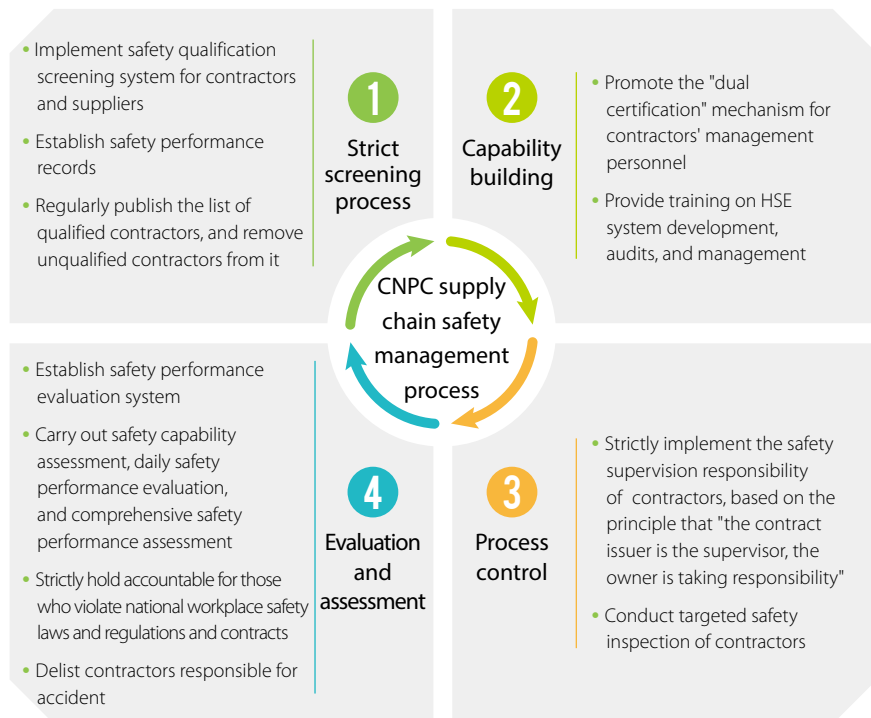 • Implement safety qualification
screening system for contractors
and suppliers
• Establish safety performance
records
• Regularly publish the list of
qualified contractors, and remove
unqualified contractors from it
1
Strict
screening
process
2
Capability
building
• Promote the "dual
certification" mechanism for
contractors' management
personnel
• Provide training on HSE
system development,
audits, and management
CNPC supply
chain safety
management
process
• Establish safety performance
evaluation system
• Carry out safety capability
assessment, daily safety
performance evaluation,
and comprehensive safety
performance assessment
• Strictly hold accountable for those
who violate national workplace safety
laws and regulations and contracts
• Delist contractors responsible for
accident
4
Evaluation
and
assessment
3
Process
control
• Strictly implement the safety
supervision responsibility
of contractors, based on the
principle that "the contract
issuer is the supervisor, the
owner is taking responsibility"
• Conduct targeted safety
inspection of contractors